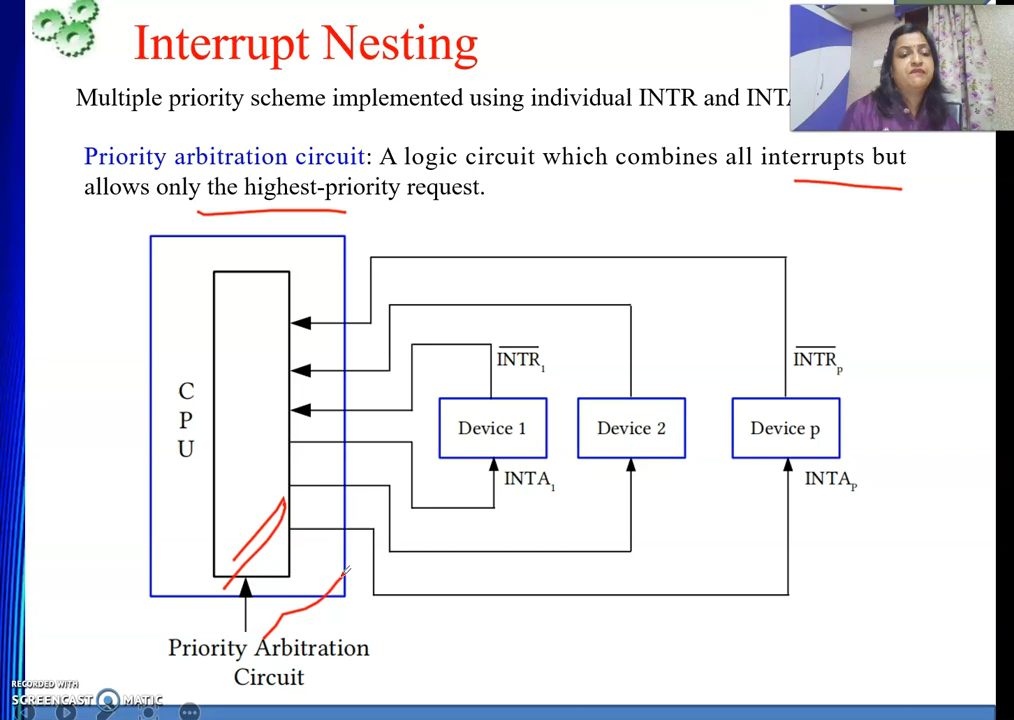 Interrupt Nesting
Multiple priority scheme implemented using individual INTR and
Priority arbitration circuit: A logic circuit which combines all interrupts but
allows only the highest-priority request.
C
P
U
INTR1
INTRp
Device 1
Device 2
Device p
INTA1
INTAp
Priority Arbitration
Circuit
RECORDED WITH
SCREENCAST MATIC